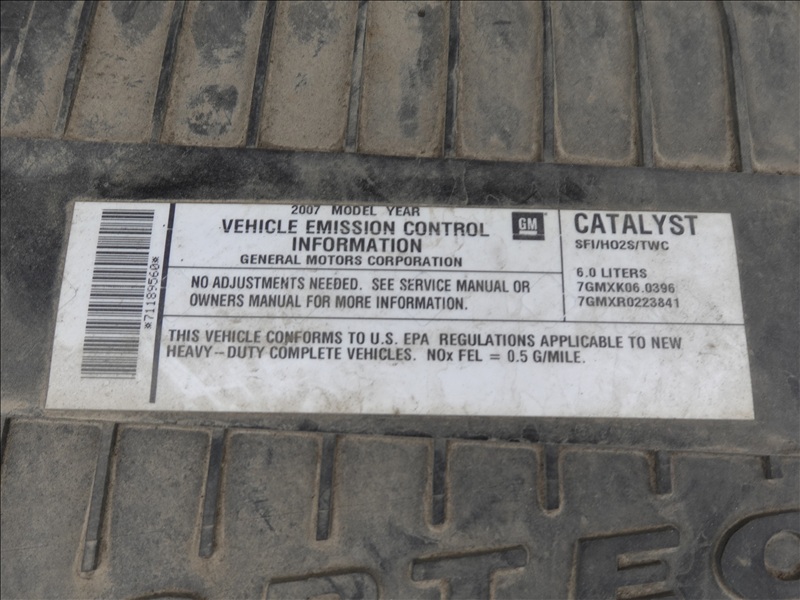 *71189560*
2007 MODEL YEAR
VEHICLE EMISSION CONTROL
INFORMATION
GENERAL MOTORS CORPORATION
GM
NO ADJUSTMENTS NEEDED. SEE SERVICE MANUAL OR
OWNERS MANUAL FOR MORE INFORMATION.
CATALYST
SFI/HO2S/TWC
6.0 LITERS
7GMXK06.0396
7GMXR0223841
THIS VEHICLE CONFORMS TO U.S. EPA REGULATIONS APPLICABLE TO NEW
HEAVY-DUTY COMPLETE VEHICLES. NOx FEL = 0.5 G/MILE.